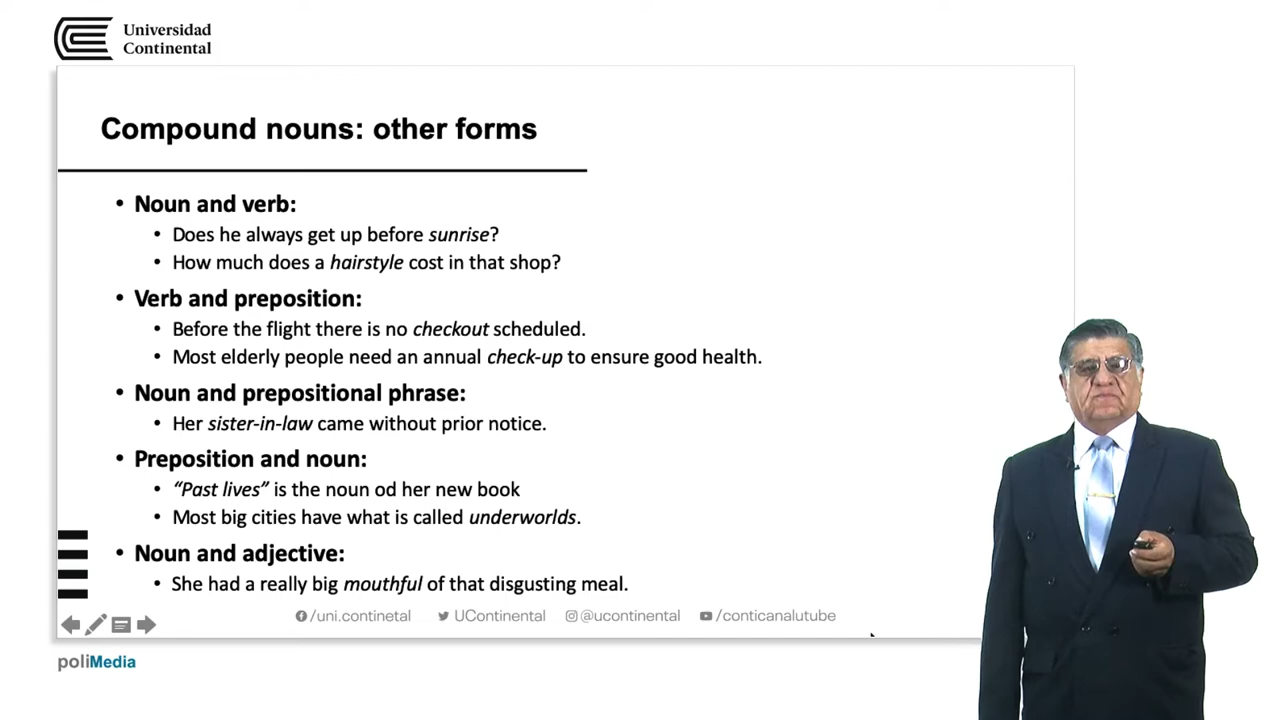 Universidad
Continental
Compound nouns: other forms
• Noun and verb:
• Does he always get up before sunrise?
• How much does a hairstyle cost in that shop?
• Verb and preposition:
• Before the flight there is no checkout scheduled.
• Most elderly people need an annual check-up to ensure good health.
• Noun and prepositional phrase:
• Her sister-in-law came without prior notice.
• Preposition and noun:
• “Past lives” is the noun od her new book
• Most big cities have what is called underworlds.
• Noun and adjective:
• She had a really big mouthful of that disgusting meal.
/uni.continetal UContinental @ucontinental /conticanalutube
poliMedia